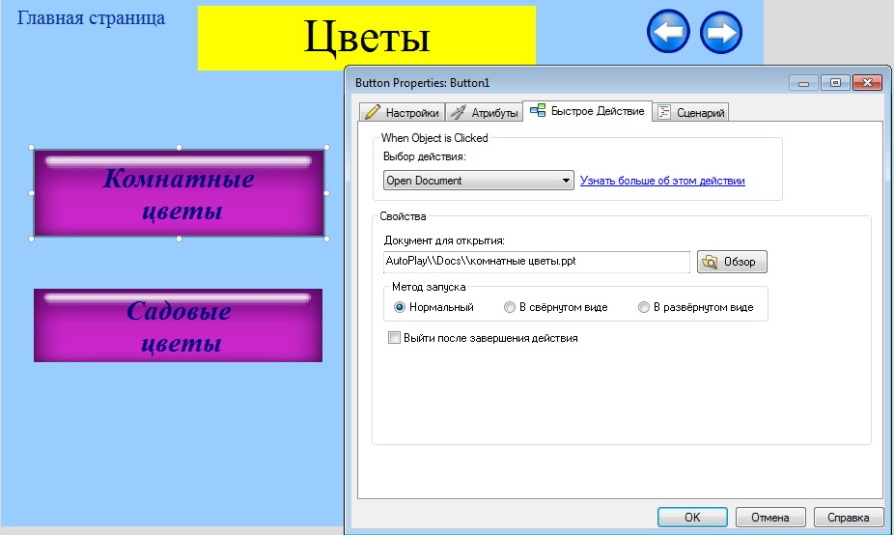 Главная страница
Цветы
Комнатные
цветы
Садовые
цветы
Button Properties: Button1
Настройки
Атрибуты
Быстрое Действие
Сценарий
When Object is Clicked
Выбор действия:
Open Document
Узнать больше об этом действии
Свойства
Документ для открытия:
AutoPlay\\Docs\\комнатные цветы.ppt
Обзор
Метод запуска
Нормальный
В свёрнутом виде
В развёрнутом виде
Выйти после завершения действия
OK
Отмена
Справка